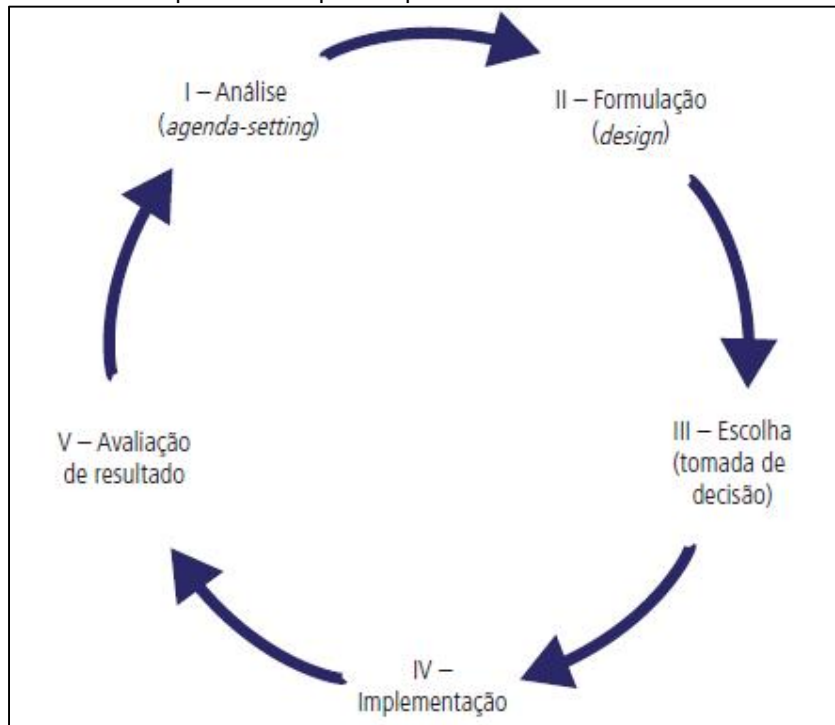 I – Análise
(agenda-setting)
II – Formulação
(design)
III – Escolha
(tomada de
decisão)
IV –
Implementação
V – Avaliação
de resultado